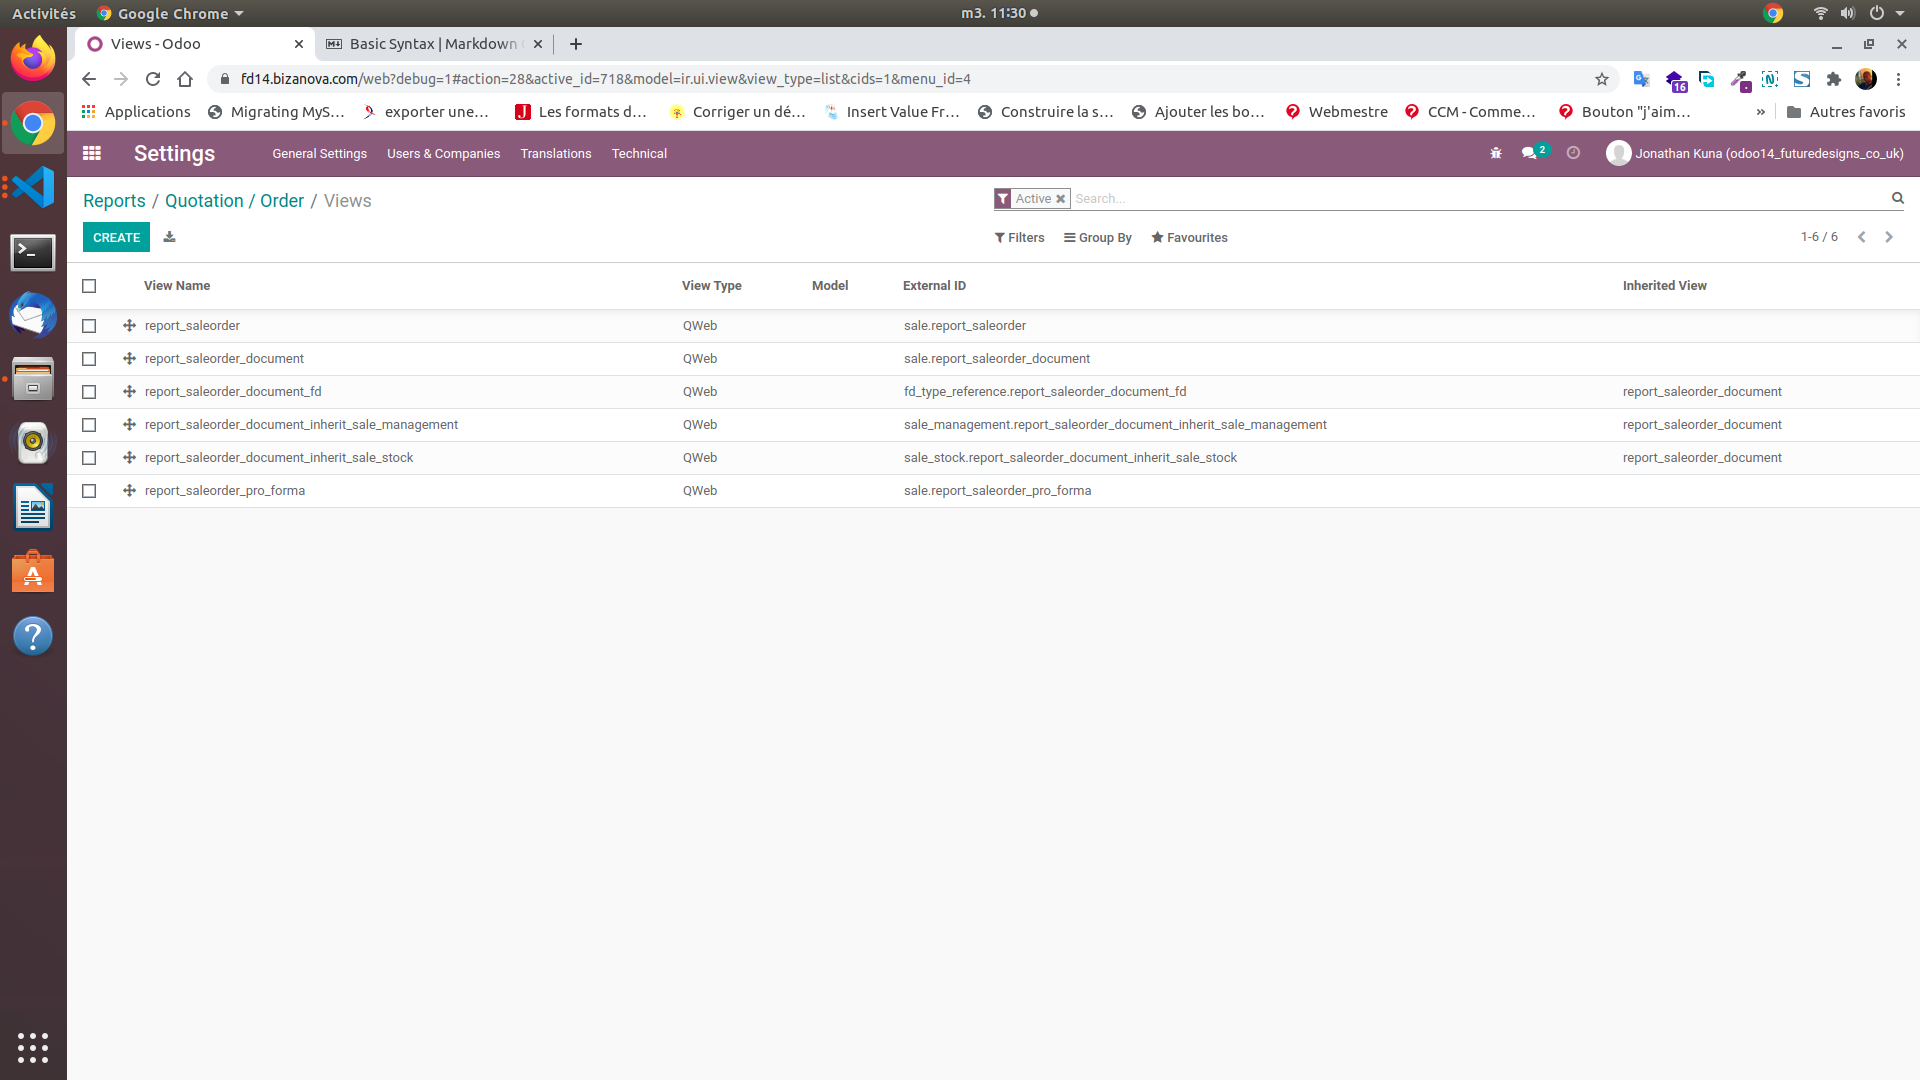 Activités Google Chrome m3. 11:30
Views - Odoo Basic Syntax | Markdown
fd14.bizanova.com/web?debug=1#action=28&active_id=718&model=ir.ui.view&view_type=list&cids=1&menu_id=4 16
Applications Migrating MyS... exporter une... Les formats d... Corriger un dé... Insert Value Fr... Construire la s... Ajouter les bo... Webmestre CCM - Comme... Bouton "j'aim... » Autres favoris
Settings General Settings Users & Companies Translations Technical 2 Jonathan Kuna (odoo14_futuredesigns_co_uk)
Reports / Quotation / Order / Views Active Search...
CREATE Filters Group By Favourites 1-6 / 6
View Name View Type Model External ID Inherited View
report_saleorder QWeb sale.report_saleorder
report_saleorder_document QWeb sale.report_saleorder_document
report_saleorder_document_fd QWeb fd_type_reference.report_saleorder_document_fd report_saleorder_document
report_saleorder_document_inherit_sale_management QWeb sale_management.report_saleorder_document_inherit_sale_management report_saleorder_document
report_saleorder_document_inherit_sale_stock QWeb sale_stock.report_saleorder_document_inherit_sale_stock report_saleorder_document
report_saleorder_pro_forma QWeb sale.report_saleorder_pro_forma